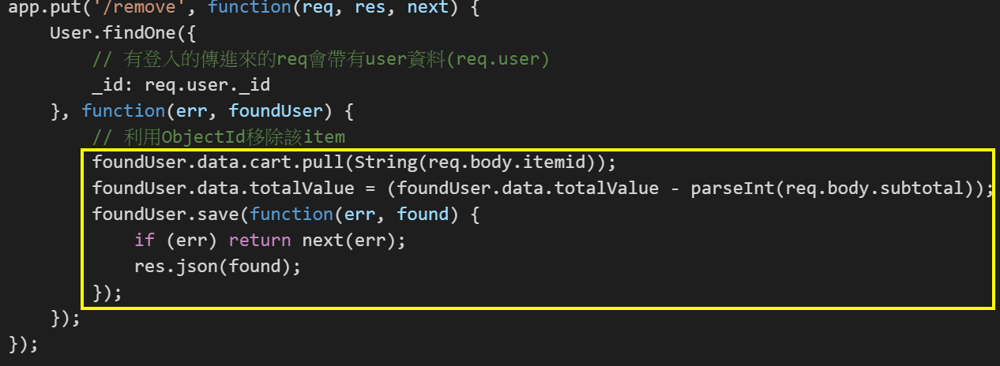 app.put('/remove', function(req, res, next) {
    User.findOne({
        // 有登入的傳進來的req會帶有user資料(req.user)
        _id: req.user._id
    }, function(err, foundUser) {
        // 利用ObjectId移除該item
        foundUser.data.cart.pull(String(req.body.itemid));
        foundUser.data.totalValue = (foundUser.data.totalValue - parseInt(req.body.subtotal));
        foundUser.save(function(err, found) {
            if (err) return next(err);
            res.json(found);
        });
    });
});